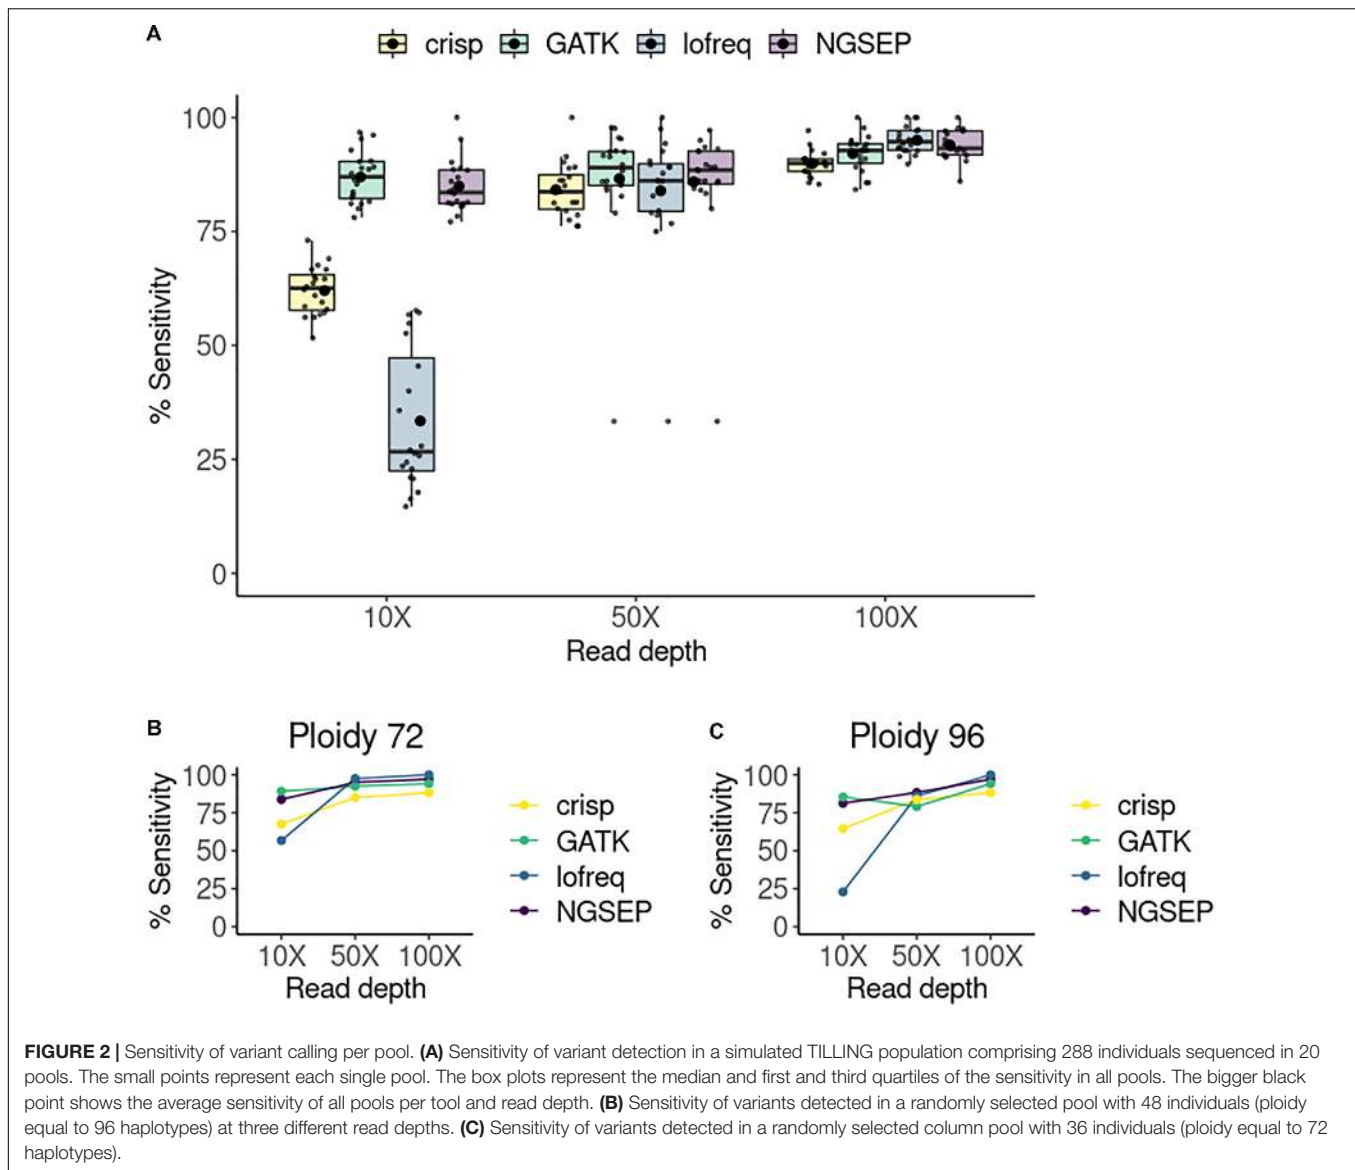 A
crisp GATK lofreq NGSEP
100
75
50
25
0
% Sensitivity
10X 50X 100X
Read depth
B
Ploidy 72
100
75
50
25
0
% Sensitivity
10X 50X 100X
Read depth
crisp
GATK
lofreq
NGSEP
C
Ploidy 96
100
75
50
25
0
% Sensitivity
10X 50X 100X
Read depth
crisp
GATK
lofreq
NGSEP
FIGURE 2 | Sensitivity of variant calling per pool. (A) Sensitivity of variant detection in a simulated TILLING population comprising 288 individuals sequenced in 20
pools. The small points represent each single pool. The box plots represent the median and first and third quartiles of the sensitivity in all pools. The bigger black
point shows the average sensitivity of all pools per tool and read depth. (B) Sensitivity of variants detected in a randomly selected pool with 48 individuals (ploidy
equal to 96 haplotypes) at three different read depths. (C) Sensitivity of variants detected in a randomly selected column pool with 36 individuals (ploidy equal to 72
haplotypes).